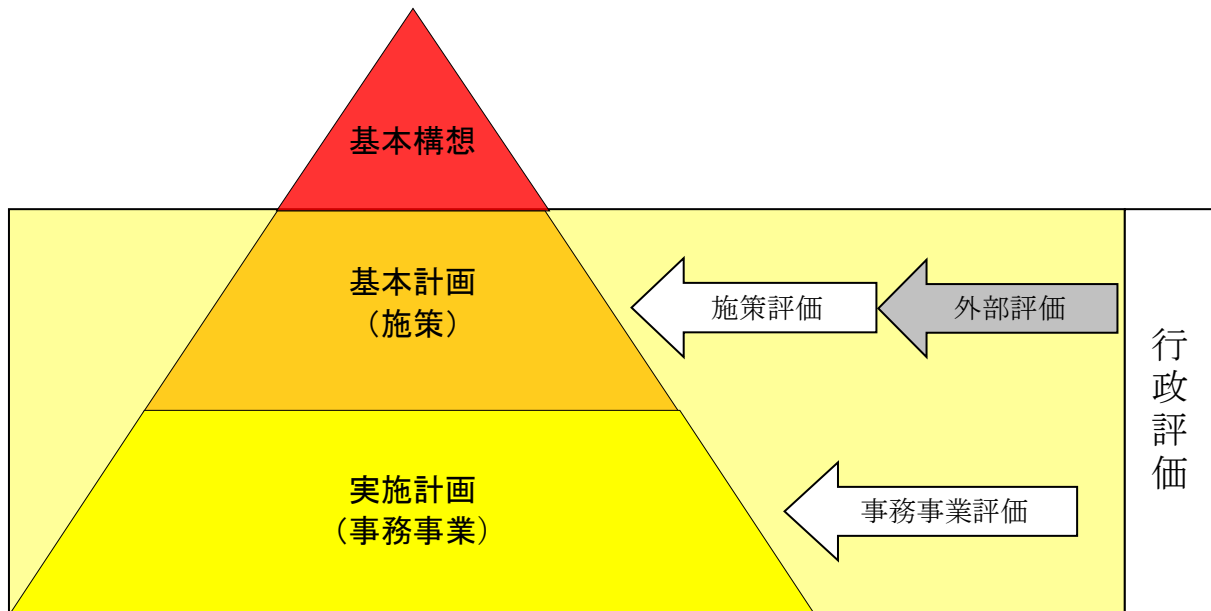 基本構想
基本計画
（施策）
施策評価
外部評価
実施計画
（事務事業）
事務事業評価
行政評価